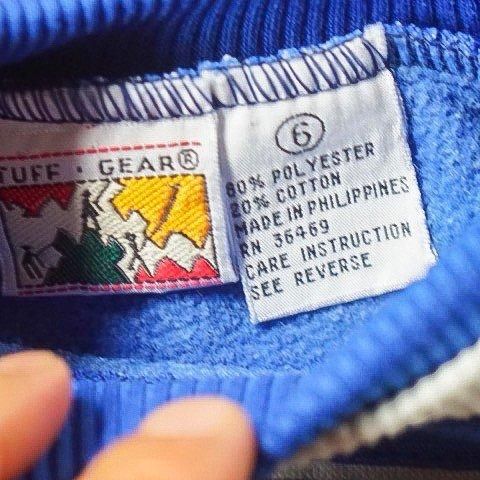 TUFF · GEAR®
6
80% POLYESTER
20% COTTON
MADE IN PHILIPPINES
RN 36469
CARE INSTRUCTION
SEE REVERSE